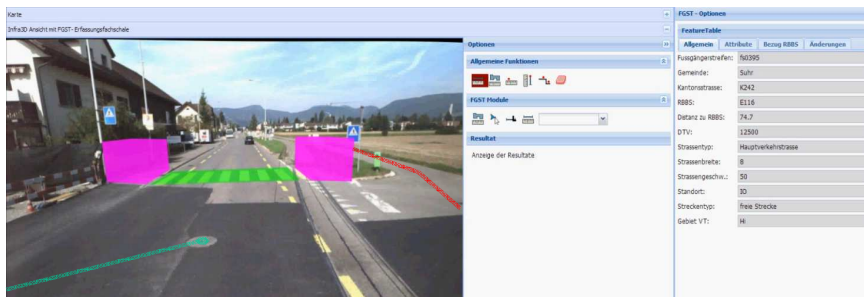 Karte
Infra3D Ansicht mit FGST- Erfassungsfachschale
Optionen
Allgemeine Funktionen
FGST Module
Resultat
Anzeige der Resultate
FGST - Optionen
FeatureTable
Allgemein Attribute Bezug RBBS Änderungen
Fussgängerstreifen: fs0395
Gemeinde: Suhr
Kantonsstrasse: K242
RBBS: E116
Distanz zu RBBS: 74.7
DTV: 12500
Strassentyp: Hauptverkehrstrasse
Strassenbreite: 8
Strassengeschw.: 50
Standort: IO
Streckentyp: freie Strecke
Gebiet VT: Hi